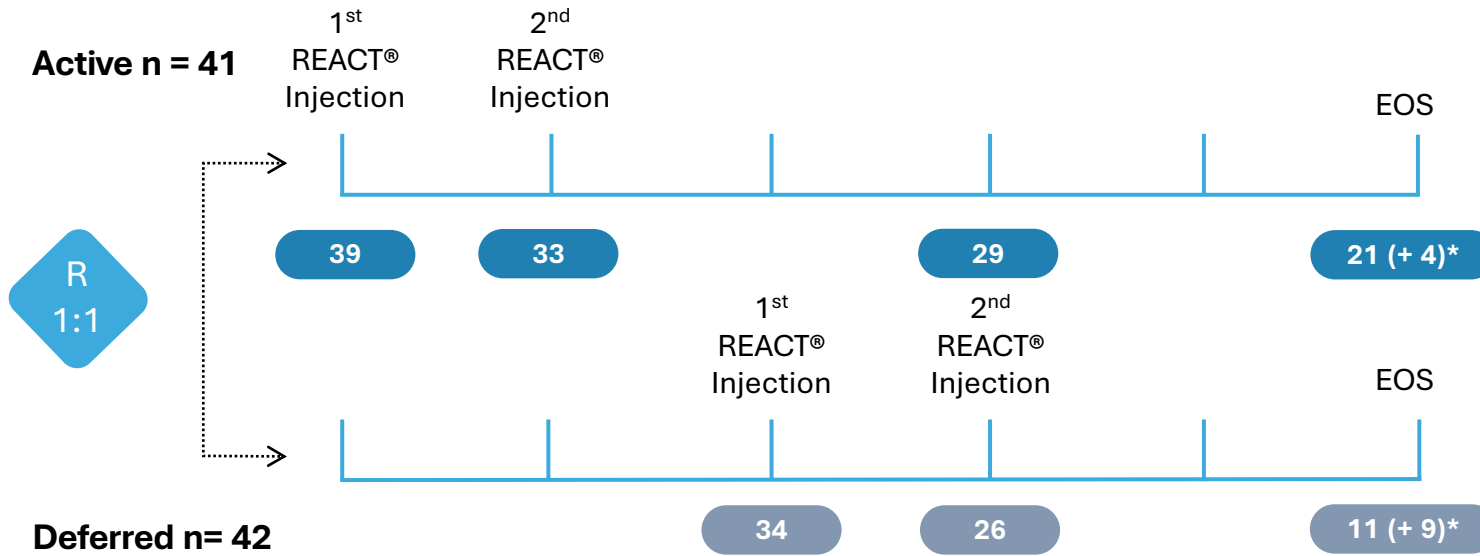 Active n = 41
1st
REACT®
Injection
2nd
REACT®
Injection
EOS
39
33
29
21 (+ 4)*
R
1:1
1st
REACT®
Injection
2nd
REACT®
Injection
EOS
Deferred n= 42
34
26
11 (+ 9)*